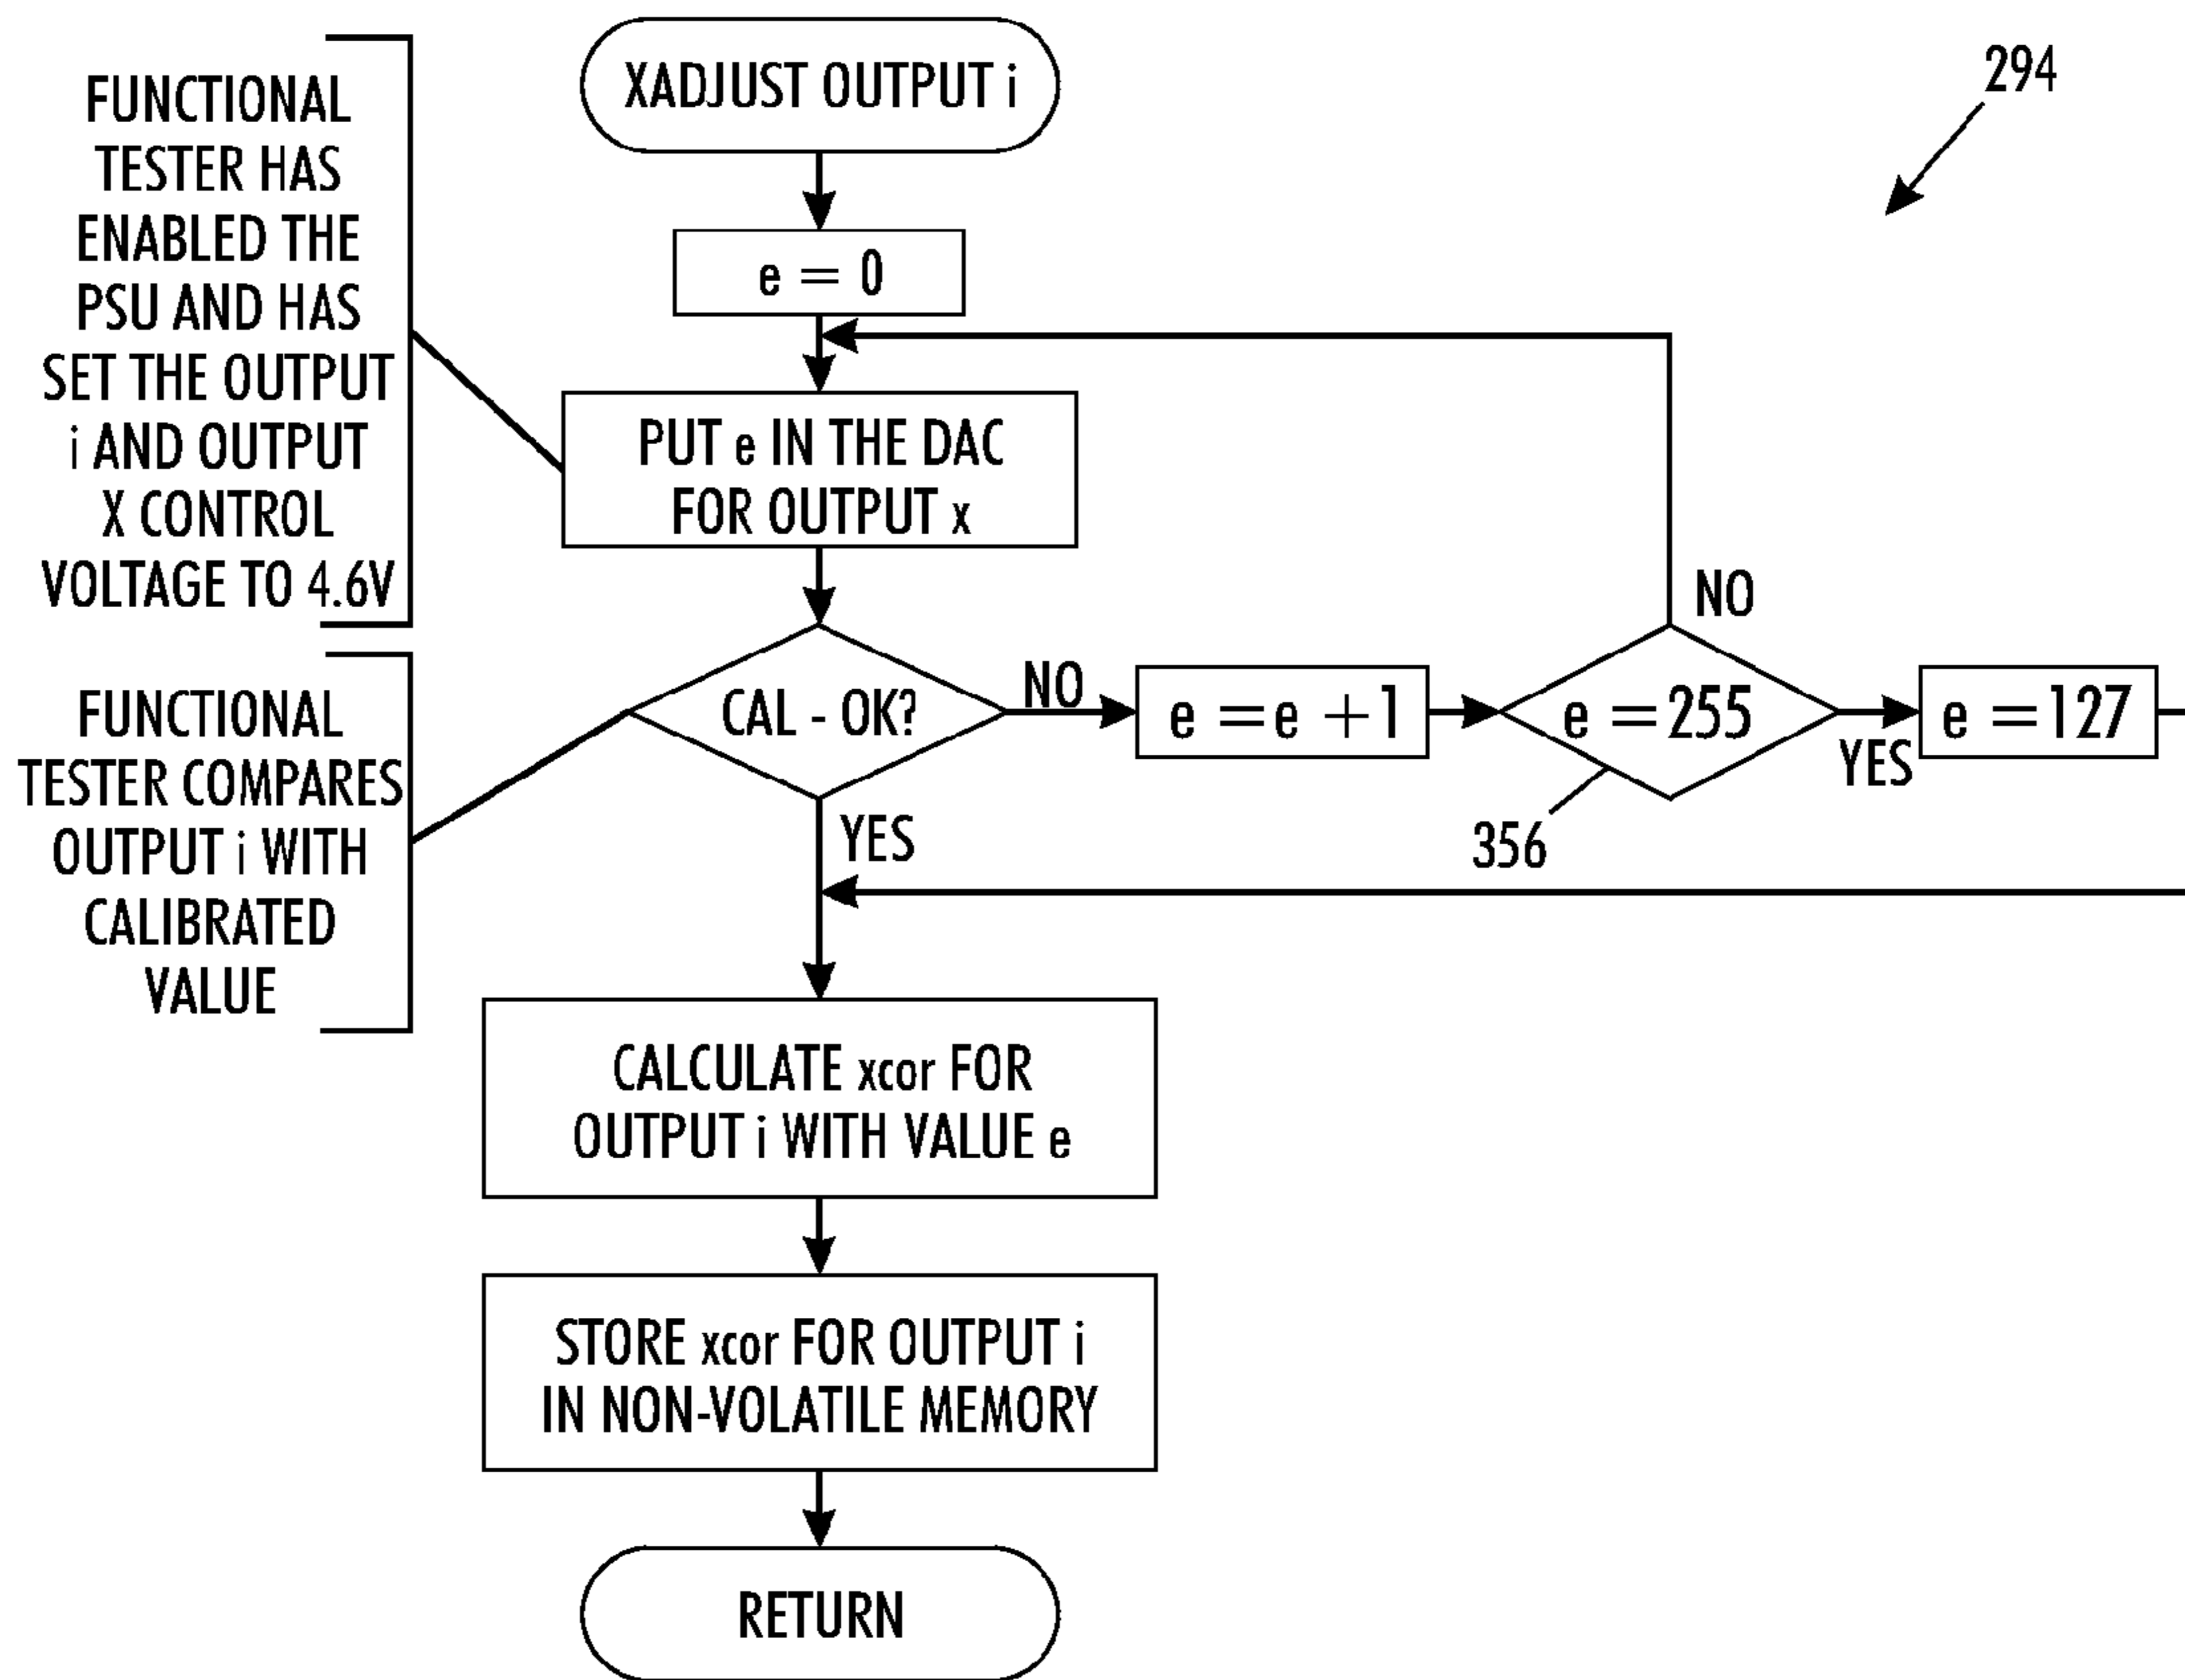 XADJUST OUTPUT i
294
FUNCTIONAL
TESTER HAS
ENABLED THE
PSU AND HAS
SET THE OUTPUT
i AND OUTPUT
X CONTROL
VOLTAGE TO 4.6V
e = 0
PUT e IN THE DAC
FOR OUTPUT x
FUNCTIONAL
TESTER COMPARES
OUTPUT i WITH
CALIBRATED
VALUE
CAL - OK?
NO
e = e + 1
e = 255
NO
YES
e = 127
356
YES
CALCULATE xcor FOR
OUTPUT i WITH VALUE e
STORE xcor FOR OUTPUT i
IN NON-VOLATILE MEMORY
RETURN